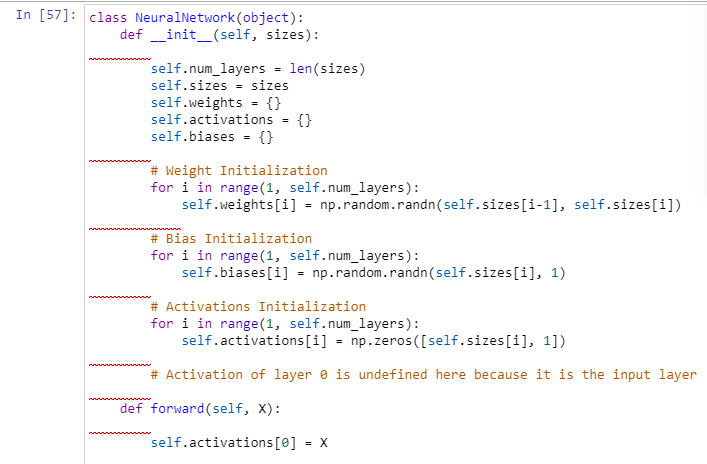 In [57]: class NeuralNetwork(object):
    def __init__(self, sizes):
        self.num_layers = len(sizes)
        self.sizes = sizes
        self.weights = {}
        self.activations = {}
        self.biases = {}
        # Weight Initialization
        for i in range(1, self.num_layers):
            self.weights[i] = np.random.randn(self.sizes[i-1], self.sizes[i])
        # Bias Initialization
        for i in range(1, self.num_layers):
            self.biases[i] = np.random.randn(self.sizes[i], 1)
        # Activations Initialization
        for i in range(1, self.num_layers):
            self.activations[i] = np.zeros([self.sizes[i], 1])
        # Activation of layer 0 is undefined here because it is the input layer
    def forward(self, X):
        self.activations[0] = X